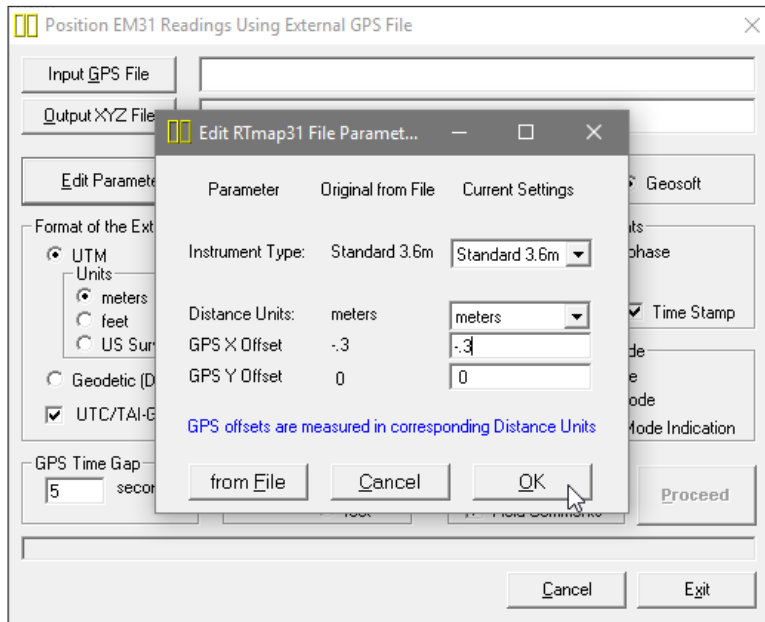 Position EM31 Readings Using External GPS File
Input GPS File
Output XYZ File
Edit RTmap31 File Paramet...
Edit Paramete
Parameter Original from File Current Settings
Geosoft
Format of the Ext
UTM
Units
meters
feet
US Sur
Geodetic (D
UTC/TAI-G
Instrument Type: Standard 3.6m Standard 3.6m
Distance Units: meters meters
GPS X Offset -.3 -.3
GPS Y Offset 0 0
GPS offsets are measured in corresponding Distance Units
Time Stamp
Mode Indication
GPS Time Gap
5 secon
from File Cancel OK
Field Comments
Proceed
Cancel Exit